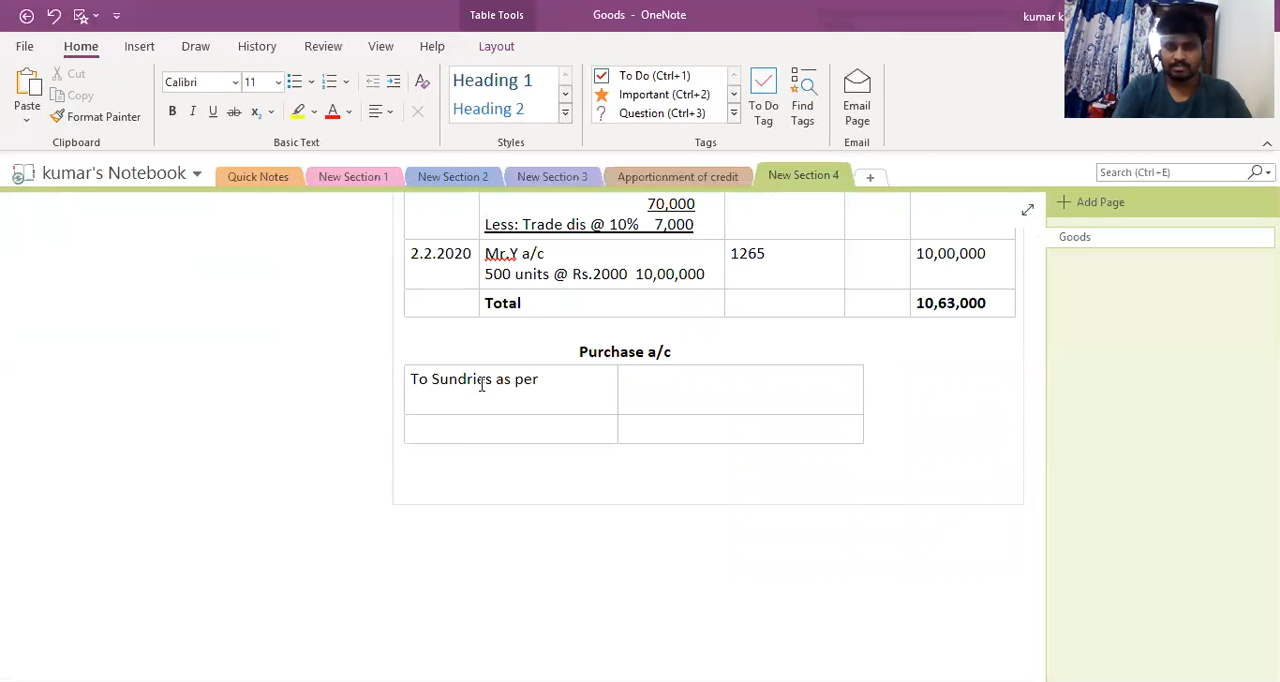 Table Tools
Goods - OneNote
kumar k
File
Home
Insert
Draw
History
Review
View
Help
Layout
Paste
Cut
Copy
Format Painter
Clipboard
Calibri
11
Basic Text
Heading 1
Heading 2
Styles
To Do (Ctrl+1)
Important (Ctrl+2)
Question (Ctrl+3)
Tags
To Do Tag
Find Tags
Email Page
Email
kumar's Notebook
Quick Notes
New Section 1
New Section 2
New Section 3
Apportionment of credit
New Section 4
Search (Ctrl+E)
Add Page
Goods
70,000
Less: Trade dis @ 10% 7,000
2.2.2020 Mr.Y a/c 1265 10,00,000
500 units @ Rs.2000 10,00,000
Total 10,63,000
Purchase a/c
To Sundries as per